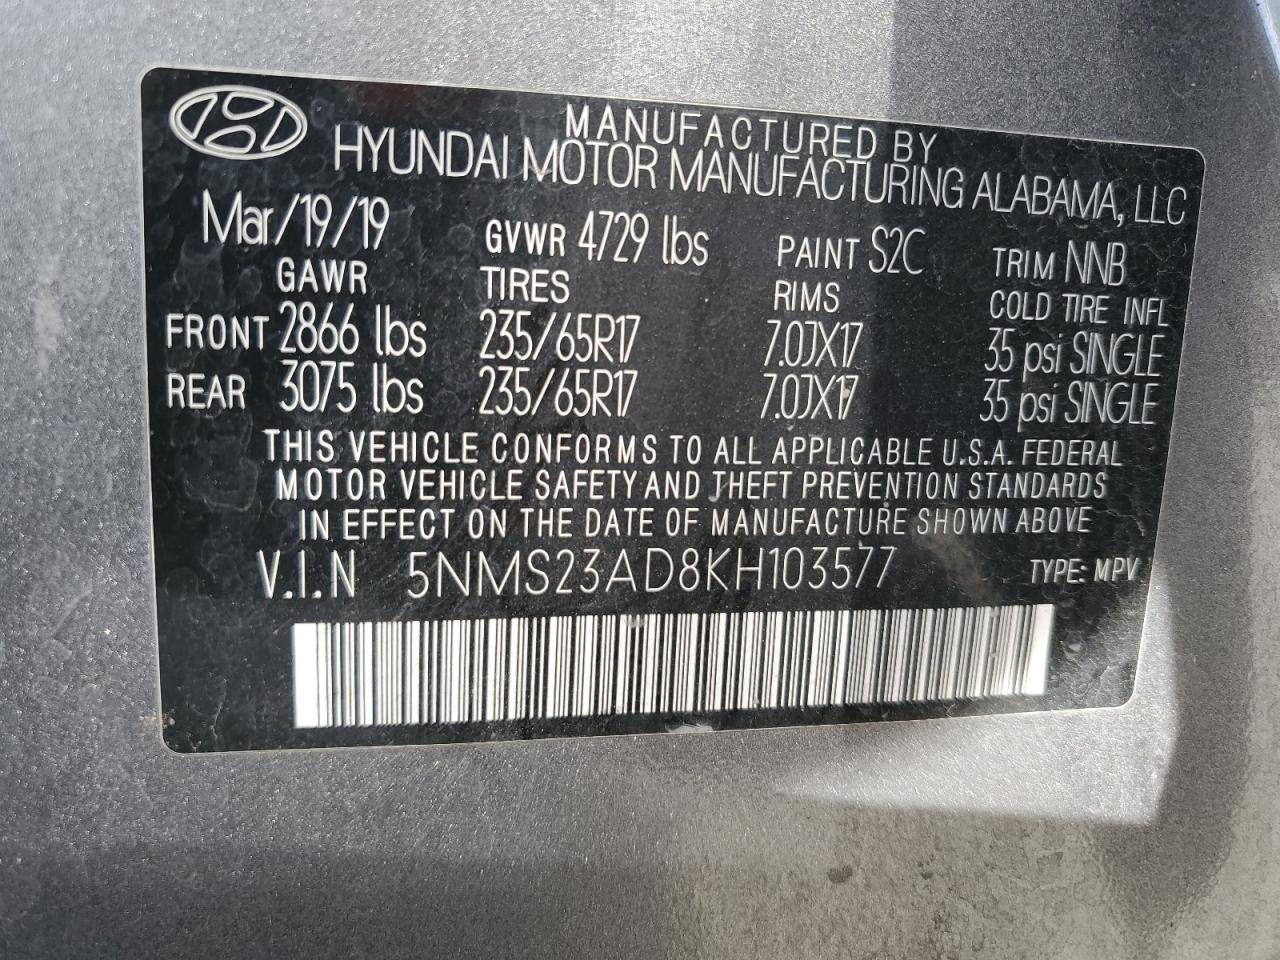 MANUFACTURED BY
HYUNDAI MOTOR MANUFACTURING ALABAMA, LLC
Mar/19/19 GVWR 4729 lbs PAINT S2C TRIM NNB
GAWR TIRES RIMS COLD TIRE INFL
FRONT 2866 lbs 235/65R17 7.0JX17 35 psi SINGLE
REAR 3075 lbs 235/65R17 7.0JX17 35 psi SINGLE
THIS VEHICLE CONFORMS TO ALL APPLICABLE U.S.A. FEDERAL
MOTOR VEHICLE SAFETY AND THEFT PREVENTION STANDARDS
IN EFFECT ON THE DATE OF MANUFACTURE SHOWN ABOVE
V.I.N 5NMS23AD8KH103577 TYPE: MPV